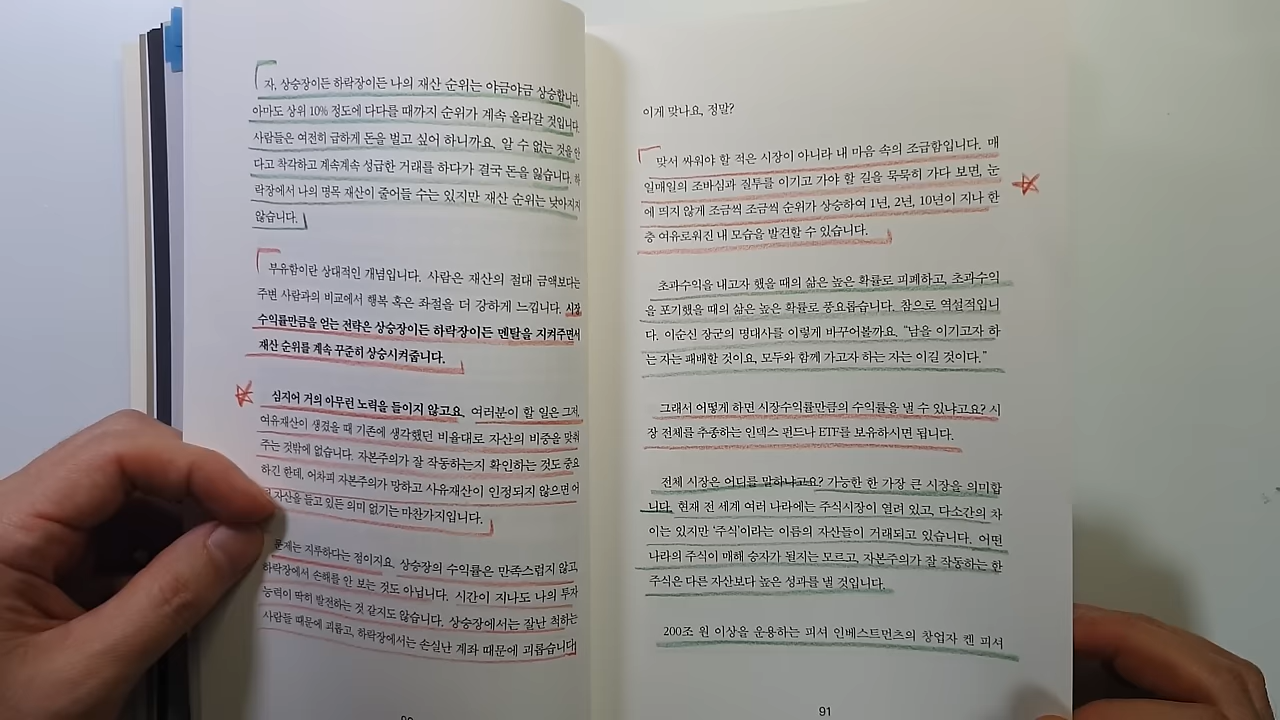 자, 상승장이든 하락장이든 나의 재산 순위는 야금야금 상승합니다.
아마도 상위 10% 정도에 다다를 때까지 순위가 계속 올라갈 것입니다.
사람들은 여전히 급하게 돈을 벌고 싶어 하니까요. 알 수 없는 것을 안
다고 착각하고 계속계속 성급한 거래를 하다가 결국 돈을 잃습니다. 하
락장에서 나의 명목 재산이 줄어들 수는 있지만 재산 순위는 낮아지지
않습니다.
부유함이란 상대적인 개념입니다. 사람은 재산의 절대 금액보다는
주변 사람과의 비교에서 행복 혹은 좌절을 더 강하게 느낍니다. 시장
수익률만큼을 얻는 전략은 상승장이든 하락장이든 멘탈을 지켜주면서
재산 순위를 계속 꾸준히 상승시켜줍니다.
심지어 거의 아무런 노력을 들이지 않고요. 여러분이 할 일은 그저,
여유재산이 생겼을 때 기존에 생각했던 비율대로 자산의 비중을 맞춰
주는 것밖에 없습니다. 자본주의가 잘 작동하는지 확인하는 것도 중요
하긴 한데, 어차피 자본주의가 망하고 사유재산이 인정되지 않으면 어
자산을 들고 있든 의미 없기는 마찬가지입니다.
문제는 지루하다는 점이지요. 상승장의 수익률은 만족스럽지 않고,
하락장에서 손해를 안 보는 것도 아닙니다. 시간이 지나도 나의 투자
능력이 딱히 발전하는 것 같지도 않습니다. 상승장에서는 잘난 척하는
사람들 때문에 괴롭고, 하락장에서는 손실난 계좌 때문에 괴롭습니다.
이게 맞나요, 정말?
맞서 싸워야 할 적은 시장이 아니라 내 마음 속의 조급함입니다. 매
일매일의 조바심과 질투를 이기고 가야 할 길을 묵묵히 가다 보면, 눈
에 띄지 않게 조금씩 조금씩 순위가 상승하여 1년, 2년, 10년이 지나 한
층 여유로워진 내 모습을 발견할 수 있습니다.
초과수익을 내고자 했을 때의 삶은 높은 확률로 피폐하고, 초과수익
을 포기했을 때의 삶은 높은 확률로 풍요롭습니다. 참으로 역설적입니
다. 이순신 장군의 명대사를 이렇게 바꾸어볼까요. "남을 이기고자 하
는 자는 패배할 것이요, 모두와 함께 가고자 하는 자는 이길 것이다."
그래서 어떻게 하면 시장수익률만큼의 수익률을 낼 수 있냐고요? 시
장 전체를 추종하는 인덱스 펀드나 ETF를 보유하시면 됩니다.
전체 시장은 어디를 말하냐고요? 가능한 한 가장 큰 시장을 의미합
니다. 현재 전 세계 여러 나라에는 주식시장이 열려 있고, 다소간의 차
이는 있지만 '주식'이라는 이름의 자산들이 거래되고 있습니다. 어떤
나라의 주식이 매해 승자가 될지는 모르고, 자본주의가 잘 작동하는 한
주식은 다른 자산보다 높은 성과를 낼 것입니다.
200조 원 이상을 운용하는 피셔 인베스트먼츠의 창업자 켄 피셔
91